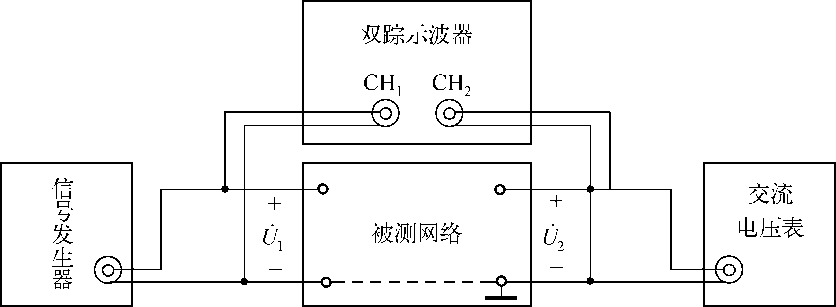 双踪示波器
CH₁ CH₂
信号发生器
+ +
U̇₁ 被测网络 U̇₂
− −
交流
电压表